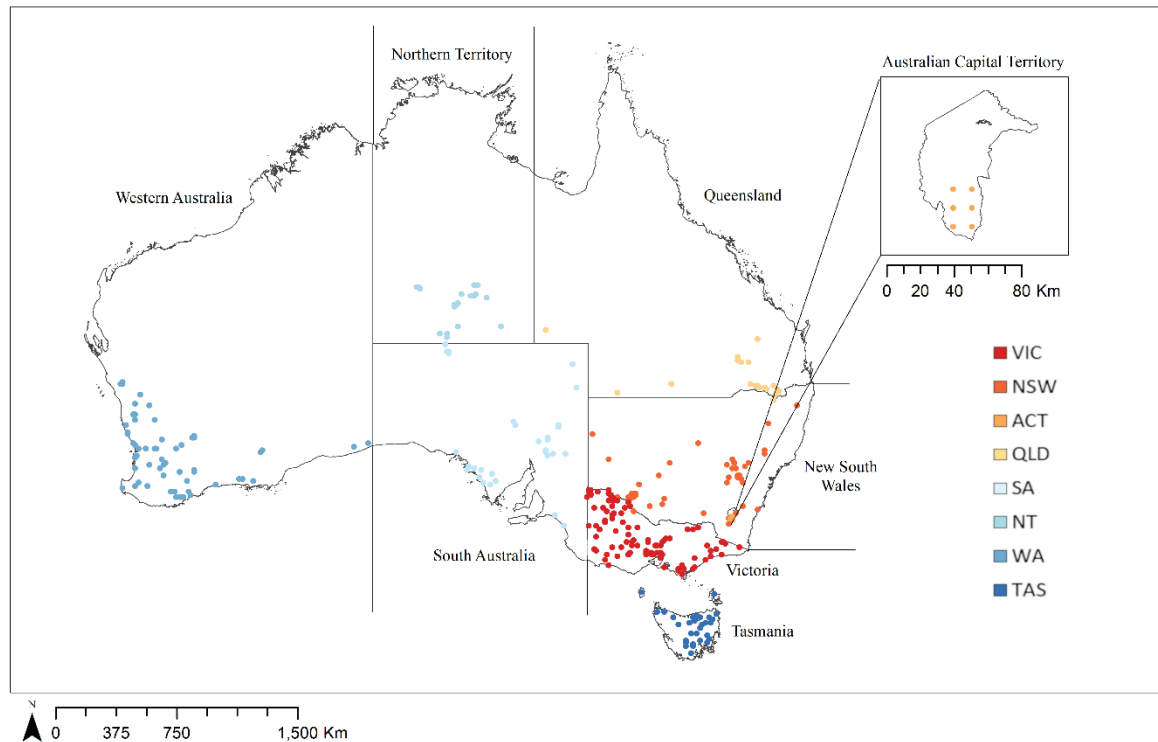 Northern Territory
Australian Capital Territory
Western Australia
Queensland
0 20 40 80 Km
VIC
NSW
ACT
QLD
SA
NT
WA
TAS
New South
Wales
South Australia
Victoria
Tasmania
N
0 375 750 1,500 Km